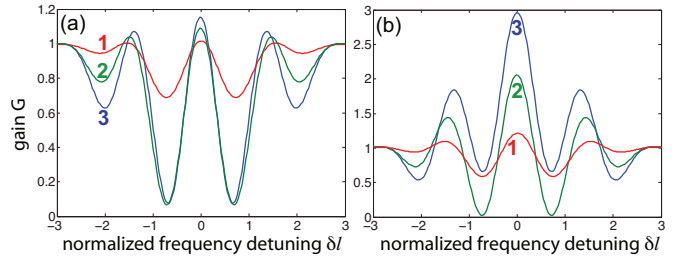 (a)
gain G
1.2
1
0.8
0.6
0.4
0.2
0
1
2
3
−3 −2 −1 0 1 2 3
normalized frequency detuning δl
(b)
3
2.5
2
1.5
1
0.5
0
3
2
1
−3 −2 −1 0 1 2 3
normalized frequency detuning δl